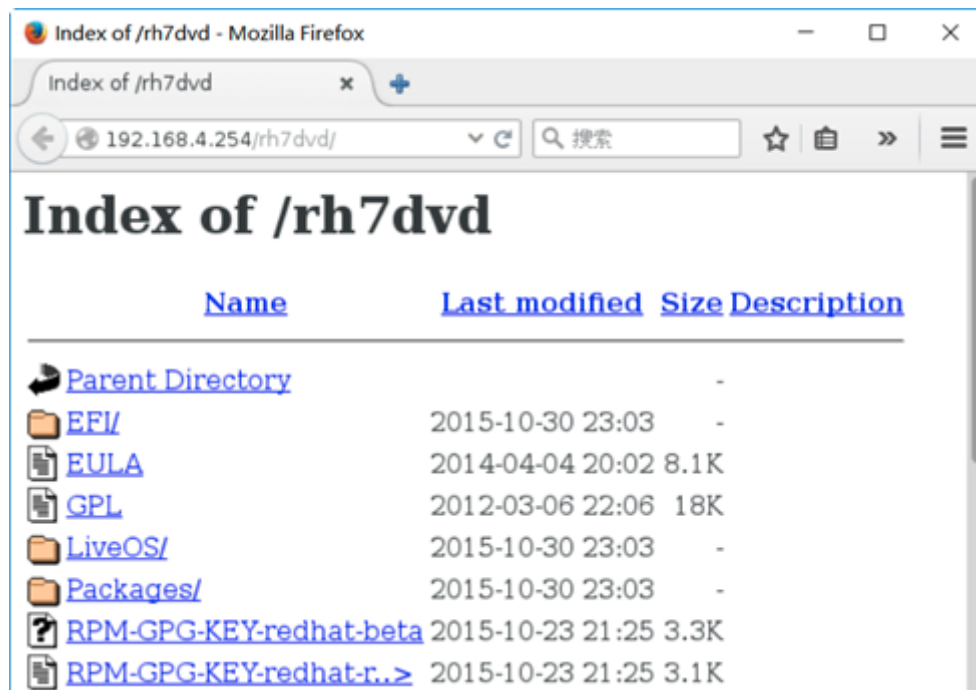 Index of /rh7dvd - Mozilla Firefox
Index of /rh7dvd
192.168.4.254/rh7dvd/ 搜索
Index of /rh7dvd
Name Last modified Size Description
Parent Directory -
EFI/ 2015-10-30 23:03 -
EULA 2014-04-04 20:02 8.1K
GPL 2012-03-06 22:06 18K
LiveOS/ 2015-10-30 23:03 -
Packages/ 2015-10-30 23:03 -
RPM-GPG-KEY-redhat-beta 2015-10-23 21:25 3.3K
RPM-GPG-KEY-redhat-r..> 2015-10-23 21:25 3.1K